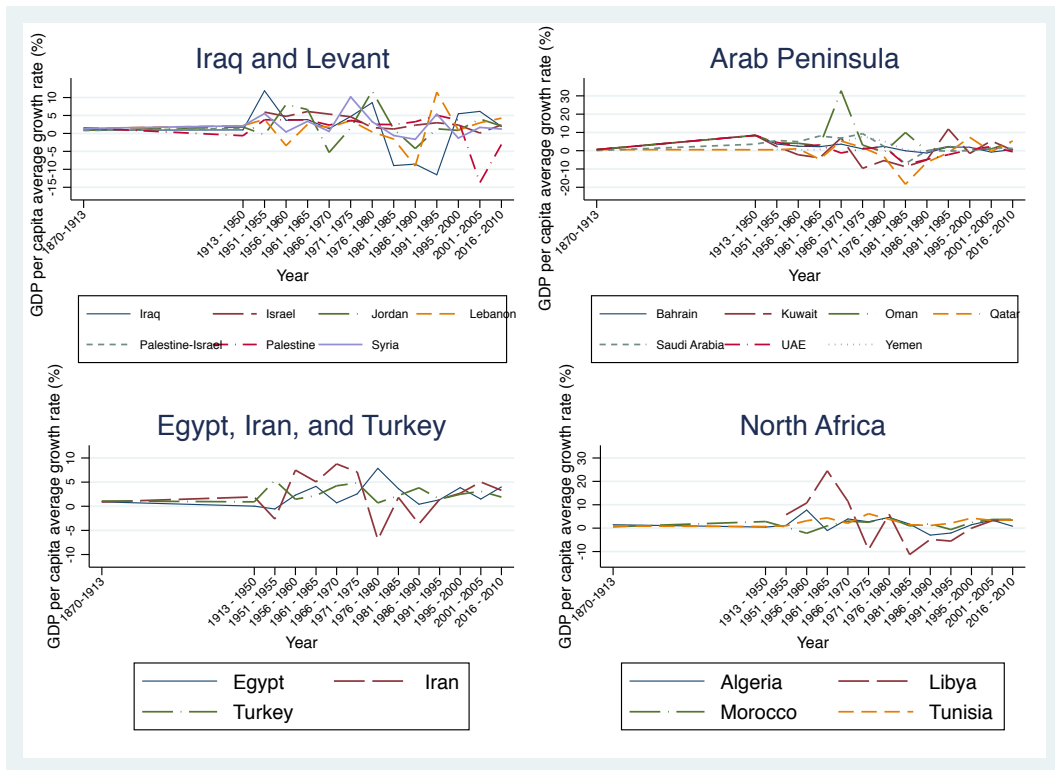 Iraq and Levant
GDP per capita average growth rate (%)
10
5
0
-5
-10
-15
1870-1913
1913 - 1950
1951 - 1955
1956 - 1960
1961 - 1965
1966 - 1970
1971 - 1975
1976 - 1980
1981 - 1985
1986 - 1990
1991 - 1995
1995 - 2000
2001 - 2005
2016 - 2010
Year
Iraq
Israel
Jordan
Lebanon
Palestine-Israel
Palestine
Syria
Arab Peninsula
GDP per capita average growth rate (%)
30
20
10
0
-10
-20
1870-1913
1913 - 1950
1951 - 1955
1956 - 1960
1961 - 1965
1966 - 1970
1971 - 1975
1976 - 1980
1981 - 1985
1986 - 1990
1991 - 1995
1995 - 2000
2001 - 2005
2016 - 2010
Year
Bahrain
Kuwait
Oman
Qatar
Saudi Arabia
UAE
Yemen
Egypt, Iran, and Turkey
GDP per capita average growth rate (%)
10
5
0
-5
-10
1870-1913
1913 - 1950
1951 - 1955
1956 - 1960
1961 - 1965
1966 - 1970
1971 - 1975
1976 - 1980
1981 - 1985
1986 - 1990
1991 - 1995
1995 - 2000
2001 - 2005
2016 - 2010
Year
Egypt
Iran
Turkey
North Africa
GDP per capita average growth rate (%)
30
20
10
0
-10
1870-1913
1913 - 1950
1951 - 1955
1956 - 1960
1961 - 1965
1966 - 1970
1971 - 1975
1976 - 1980
1981 - 1985
1986 - 1990
1991 - 1995
1995 - 2000
2001 - 2005
2016 - 2010
Year
Algeria
Libya
Morocco
Tunisia